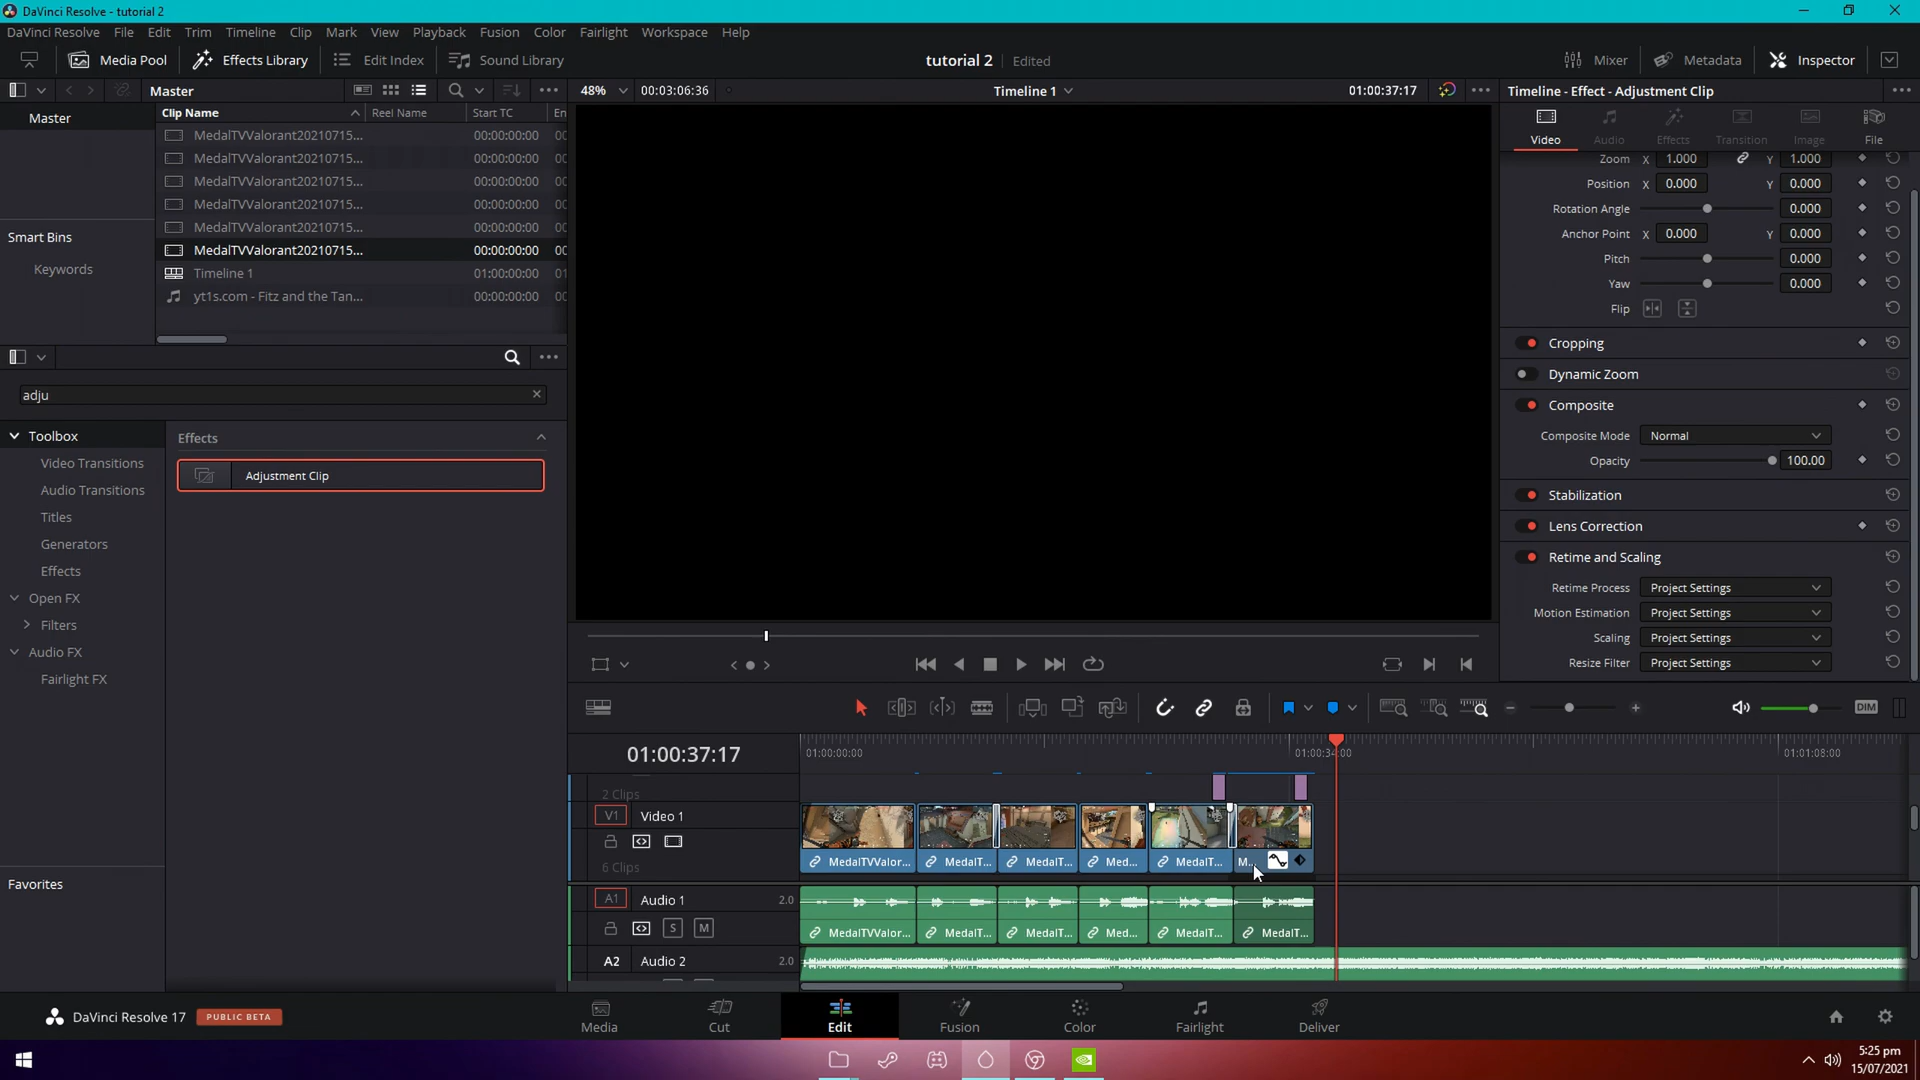 DaVinci Resolve - tutorial 2
DaVinci Resolve File Edit Trim Timeline Clip Mark View Playback Fusion Color Fairlight Workspace Help
Media Pool Effects Library Edit Index Sound Library tutorial 2 Edited Mixer Metadata Inspector
Master 48% 00:03:06:36 Timeline 1 01:00:37:17 Timeline - Effect - Adjustment Clip
Master Clip Name Reel Name Start TC En
Video Audio Effects Transition Image File
MedalTVValorant20210715... 00:00:00:00 00
MedalTVValorant20210715... 00:00:00:00 00
MedalTVValorant20210715... 00:00:00:00 00
MedalTVValorant20210715... 00:00:00:00 00
MedalTVValorant20210715... 00:00:00:00 00
MedalTVValorant20210715... 00:00:00:00 00
Timeline 1 01:00:00:00 01
yt1s.com - Fitz and the Tan... 00:00:00:00 00
Smart Bins
Keywords
Zoom X 1.000 Y 1.000
Position X 0.000 Y 0.000
Rotation Angle 0.000
Anchor Point X 0.000 Y 0.000
Pitch 0.000
Yaw 0.000
Flip
Cropping
Dynamic Zoom
Composite
Composite Mode Normal
Opacity 100.00
Stabilization
Lens Correction
Retime and Scaling
Retime Process Project Settings
Motion Estimation Project Settings
Scaling Project Settings
Resize Filter Project Settings
adju
Toolbox
Video Transitions
Audio Transitions
Titles
Generators
Effects
Open FX
Filters
Audio FX
Fairlight FX
Favorites
Effects
Adjustment Clip
DIM
01:00:37:17 01:00:00:00 01:00:34:00 01:01:08:00
2 Clips
V1 Video 1
6 Clips
MedalTVValor... MedalT... MedalT... Med... MedalT... M...
A1 Audio 1 2.0
S M
MedalTVValor... MedalT... MedalT... Med... MedalT... MedalT...
A2 Audio 2 2.0
DaVinci Resolve 17 PUBLIC BETA
Media Cut Edit Fusion Color Fairlight Deliver
5:25 pm
15/07/2021